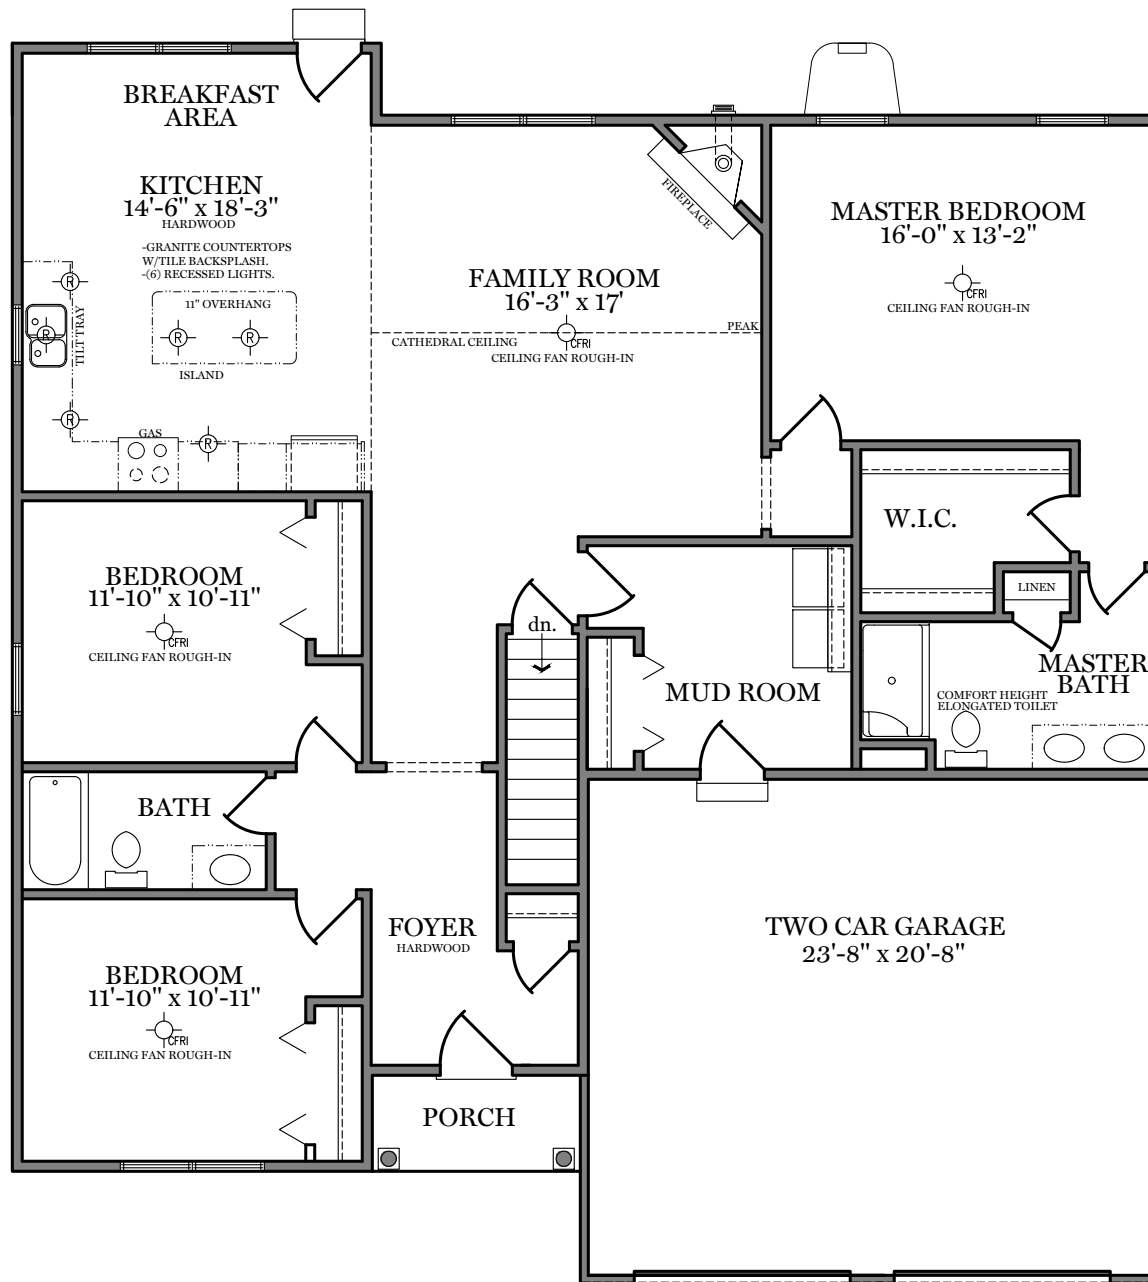 BREAKFAST
AREA
KITCHEN
14'-6" x 18'-3"
HARDWOOD
-GRANITE COUNTERTOPS
W/TILE BACKSPLASH.
-(6) RECESSED LIGHTS.
R
11" OVERHANG
R
R
R
TILT TRAY
ISLAND
R
GAS
R
FIREPLACE
FAMILY ROOM
16'-3" x 17'
PEAK
CATHEDRAL CEILING
CFRI
CEILING FAN ROUGH-IN
MASTER BEDROOM
16'-0" x 13'-2"
CFRI
CEILING FAN ROUGH-IN
W.I.C.
LINEN
BEDROOM
11'-10" x 10'-11"
CFRI
CEILING FAN ROUGH-IN
dn.
MUD ROOM
MASTER
BATH
COMFORT HEIGHT
ELONGATED TOILET
BATH
FOYER
HARDWOOD
TWO CAR GARAGE
23'-8" x 20'-8"
BEDROOM
11'-10" x 10'-11"
CFRI
CEILING FAN ROUGH-IN
PORCH